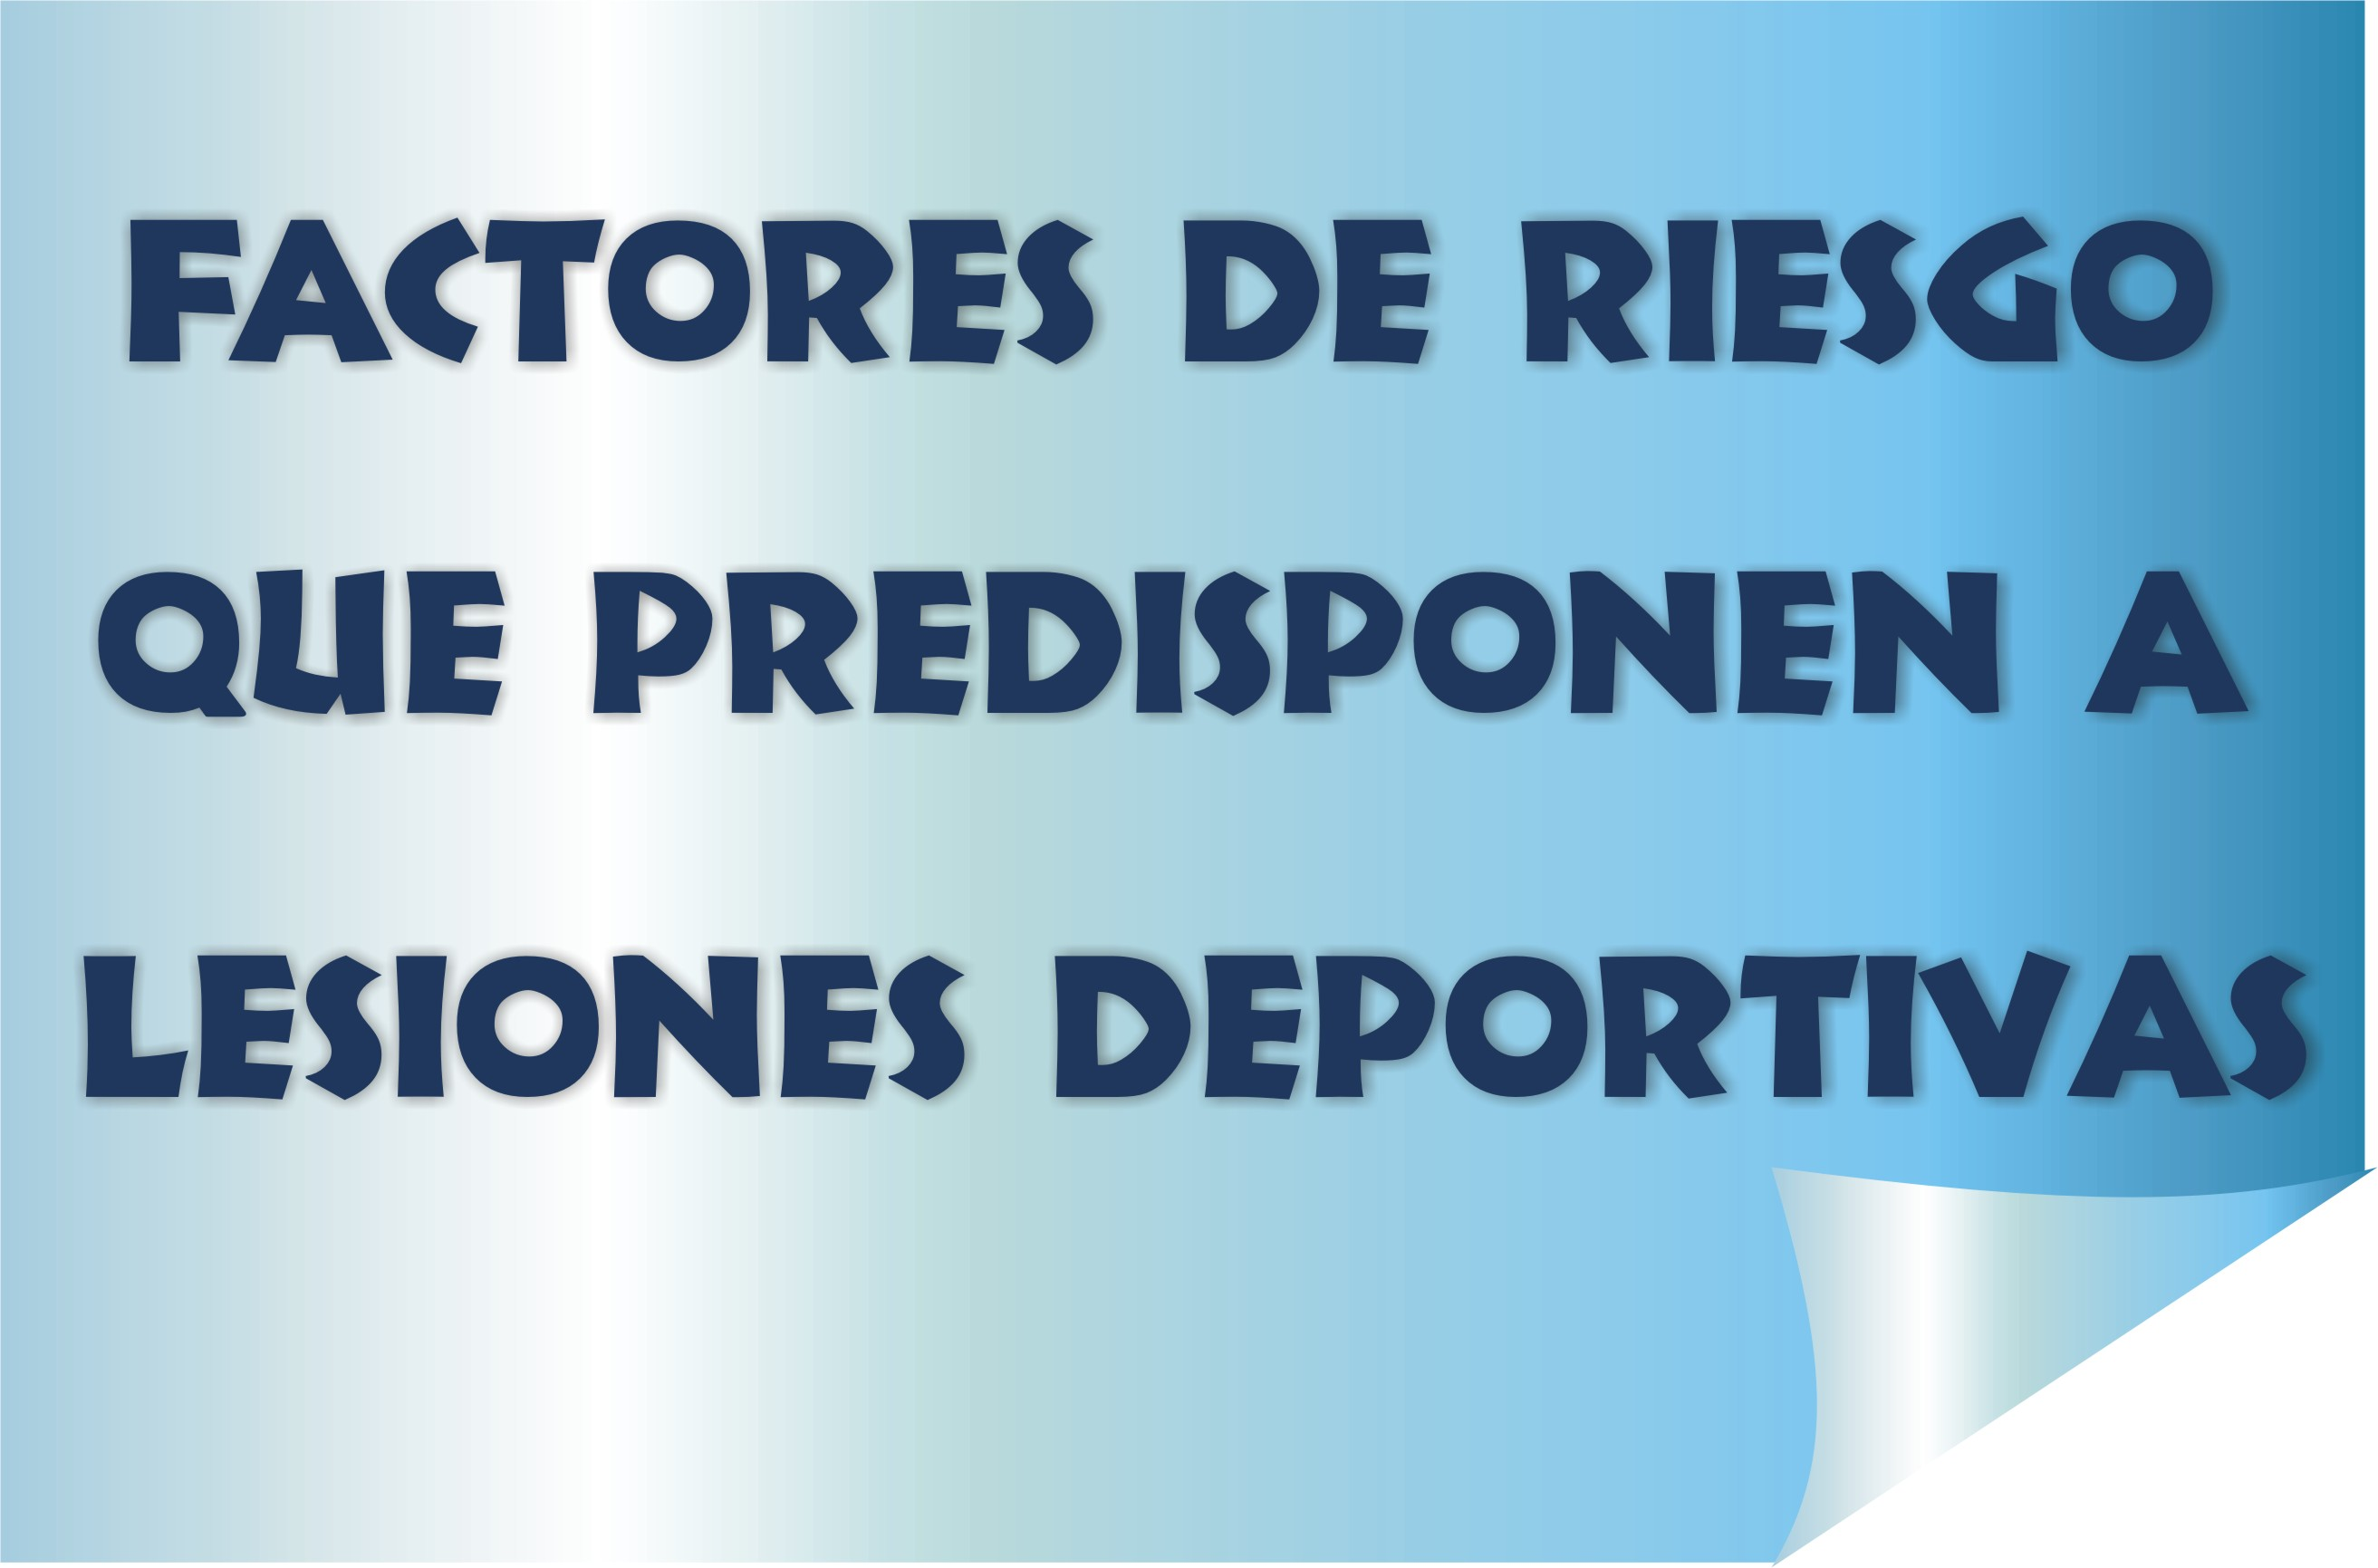 FACTORES DE RIESGO
QUE PREDISPONEN A
LESIONES DEPORTIVAS